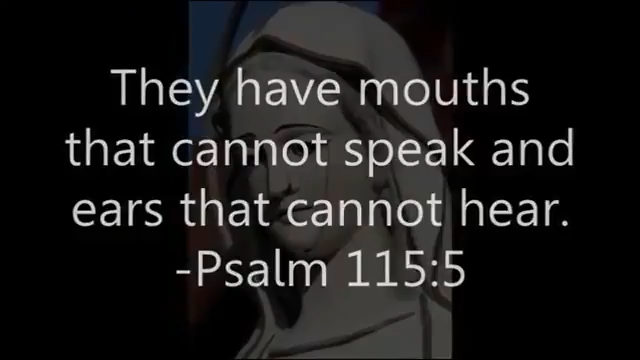 They have mouths
that cannot speak and
ears that cannot hear.
-Psalm 115:5